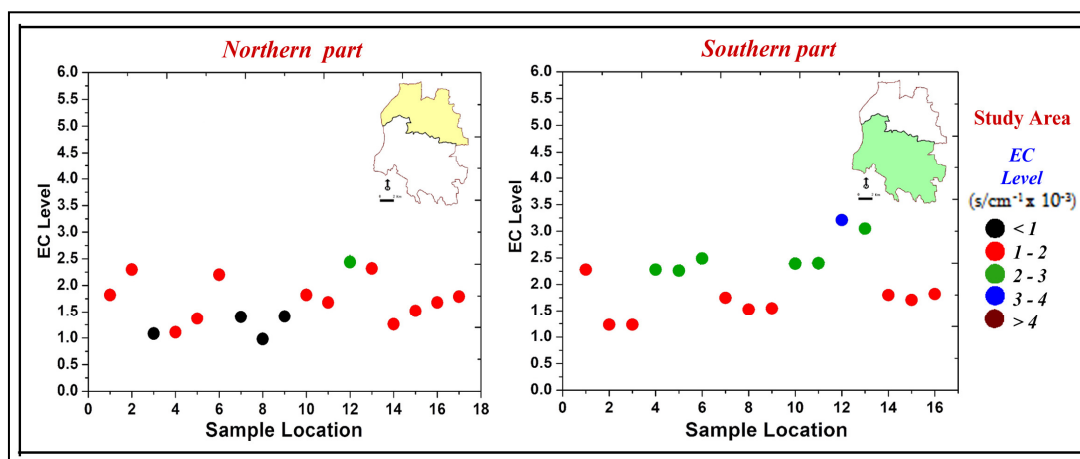 Northern part
6.0
5.5
5.0
4.5
4.0
3.5
3.0
2.5
2.0
1.5
1.0
0.5
0.0
EC Level
0 2 4 6 8 10 12 14 16 18
Sample Location
Southern part
6.0
5.5
5.0
4.5
4.0
3.5
3.0
2.5
2.0
1.5
1.0
0.5
0.0
EC Level
0 2 4 6 8 10 12 14 16
Sample Location
Study Area
EC
Level
(s/cm⁻¹ x 10⁻³)
< 1
1 - 2
2 - 3
3 - 4
> 4